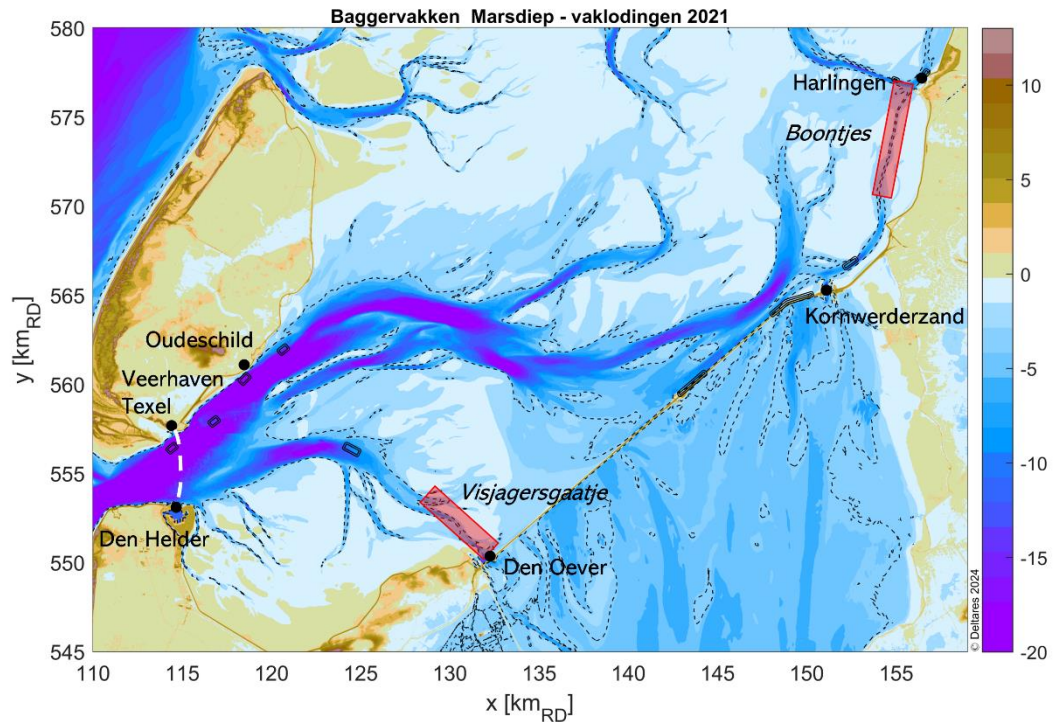 Baggervakken Marsdiep - vaklodingen 2021
580
575
570
565
560
555
550
545
y [kmRD]
110
115
120
125
130
135
140
145
150
155
x [kmRD]
Harlingen
Boontjes
Kornwerderzand
Oudeschild
Veerhaven
Texel
Den Helder
Visjagersgaatje
Den Oever
© Deltares 2024
10
5
0
-5
-10
-15
-20